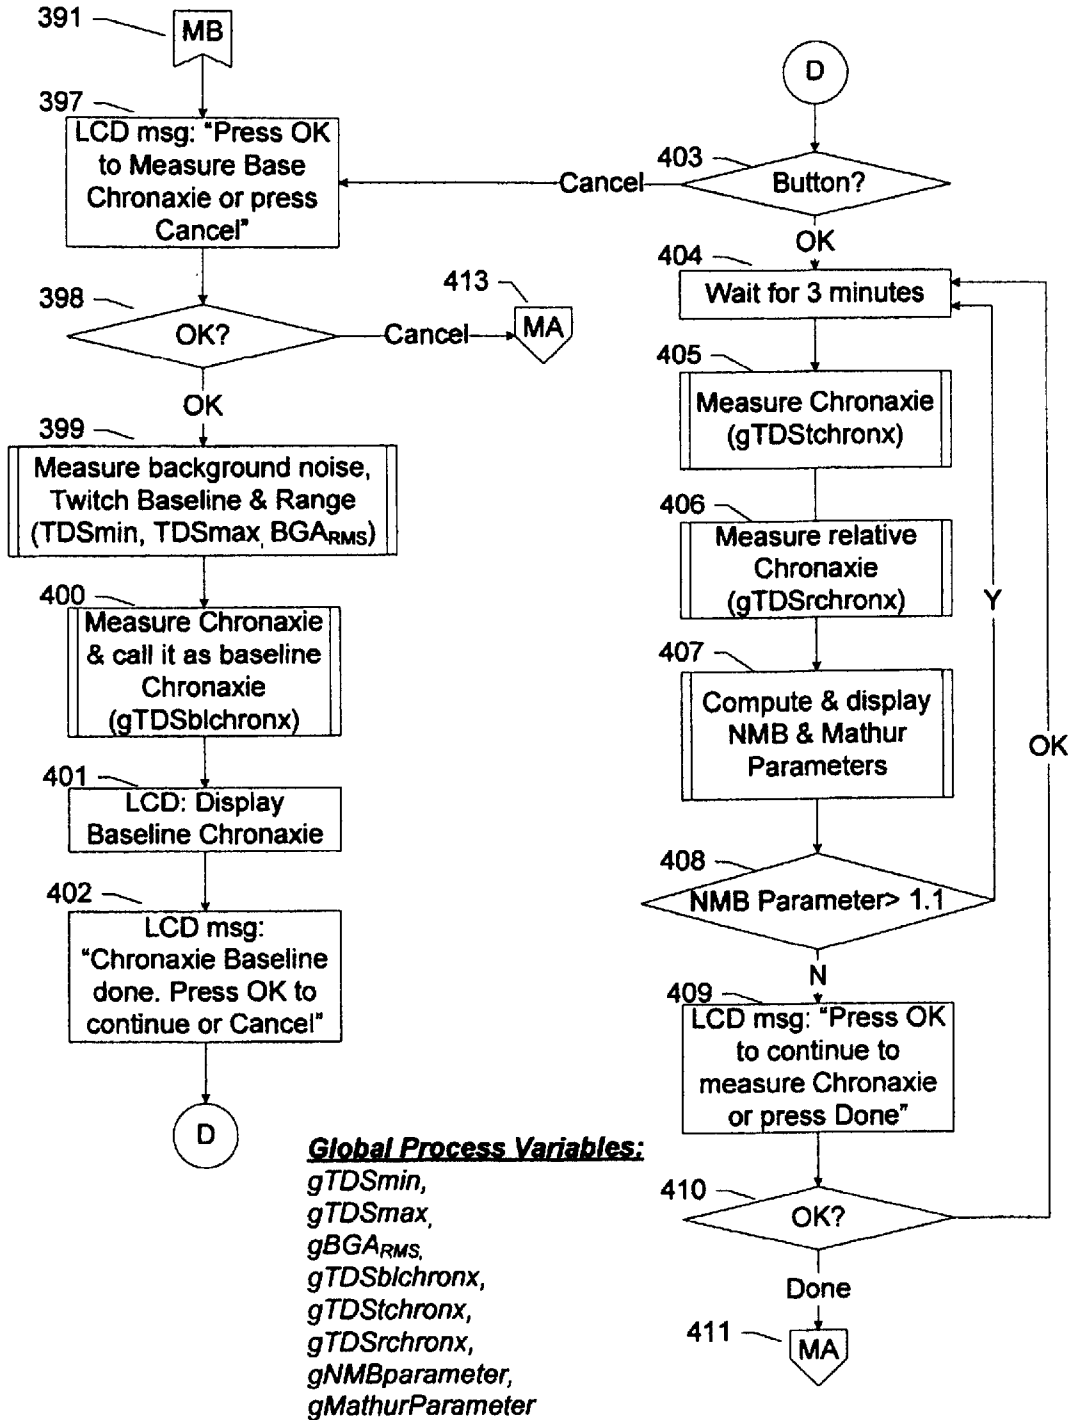 391
MB
397
LCD msg: "Press OK
to Measure Base
Chronaxie or press
Cancel"
398
OK?
Cancel
413
MA
OK
399
Measure background noise,
Twitch Baseline & Range
(TDSmin, TDSmax, BGARMS)
400
Measure Chronaxie
& call it as baseline
Chronaxie
(gTDSblchronx)
401
LCD: Display
Baseline Chronaxie
402
LCD msg:
"Chronaxie Baseline
done. Press OK to
continue or Cancel"
D
D
403
Button?
Cancel
OK
404
Wait for 3 minutes
405
Measure Chronaxie
(gTDStchronx)
406
Measure relative
Chronaxie
(gTDSrchronx)
407
Compute & display
NMB & Mathur
Parameters
408
NMB Parameter> 1.1
Y
N
409
LCD msg: "Press OK
to continue to
measure Chronaxie
or press Done"
410
OK?
OK
Done
411
MA
Global Process Variables:
gTDSmin,
gTDSmax,
gBGARMS,
gTDSblchronx,
gTDStchronx,
gTDSrchronx,
gNMBparameter,
gMathurParameter